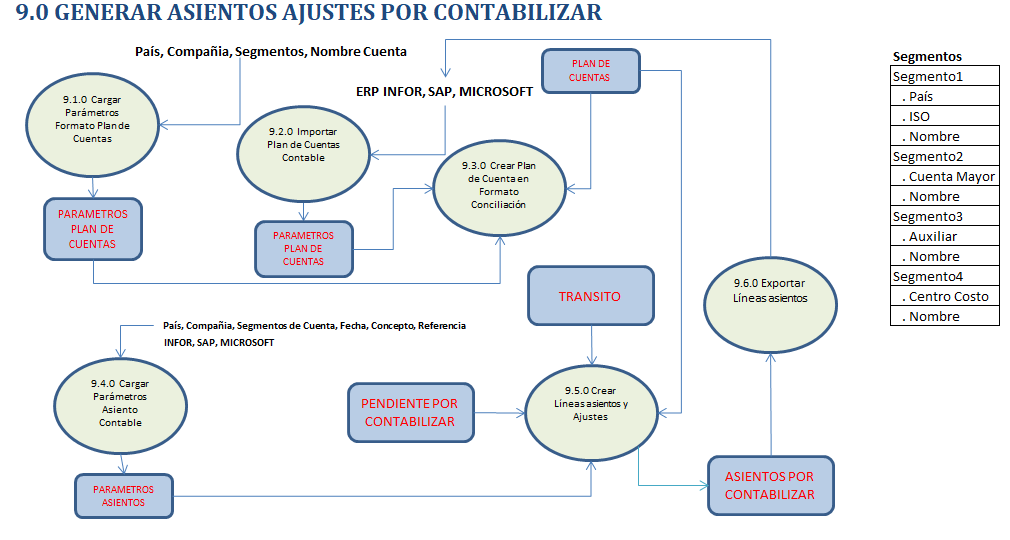 9.0 GENERAR ASIENTOS AJUSTES POR CONTABILIZAR
País, Compañia, Segmentos, Nombre Cuenta
PLAN DE
CUENTAS
ERP INFOR, SAP, MICROSOFT
9.1.0 Cargar
Parámetros
Formato Plan de
Cuentas
9.2.0 Importar
Plan de Cuentas
Contable
9.3.0 Crear Plan
de Cuenta en
Formato
Conciliación
PARAMETROS
PLAN DE
CUENTAS
PARAMETROS
PLAN DE
CUENTAS
TRANSITO
9.6.0 Exportar
Líneas asientos
País, Compañia, Segmentos de Cuenta, Fecha, Concepto, Referencia
INFOR, SAP, MICROSOFT
9.4.0 Cargar
Parámetros
Asiento
Contable
PENDIENTE POR
CONTABILIZAR
9.5.0 Crear
Líneas asientos y
Ajustes
PARAMETROS
ASIENTOS
ASIENTOS POR
CONTABILIZAR
Segmentos
Segmento1
. País
. ISO
. Nombre
Segmento2
. Cuenta Mayor
. Nombre
Segmento3
. Auxiliar
. Nombre
Segmento4
. Centro Costo
. Nombre